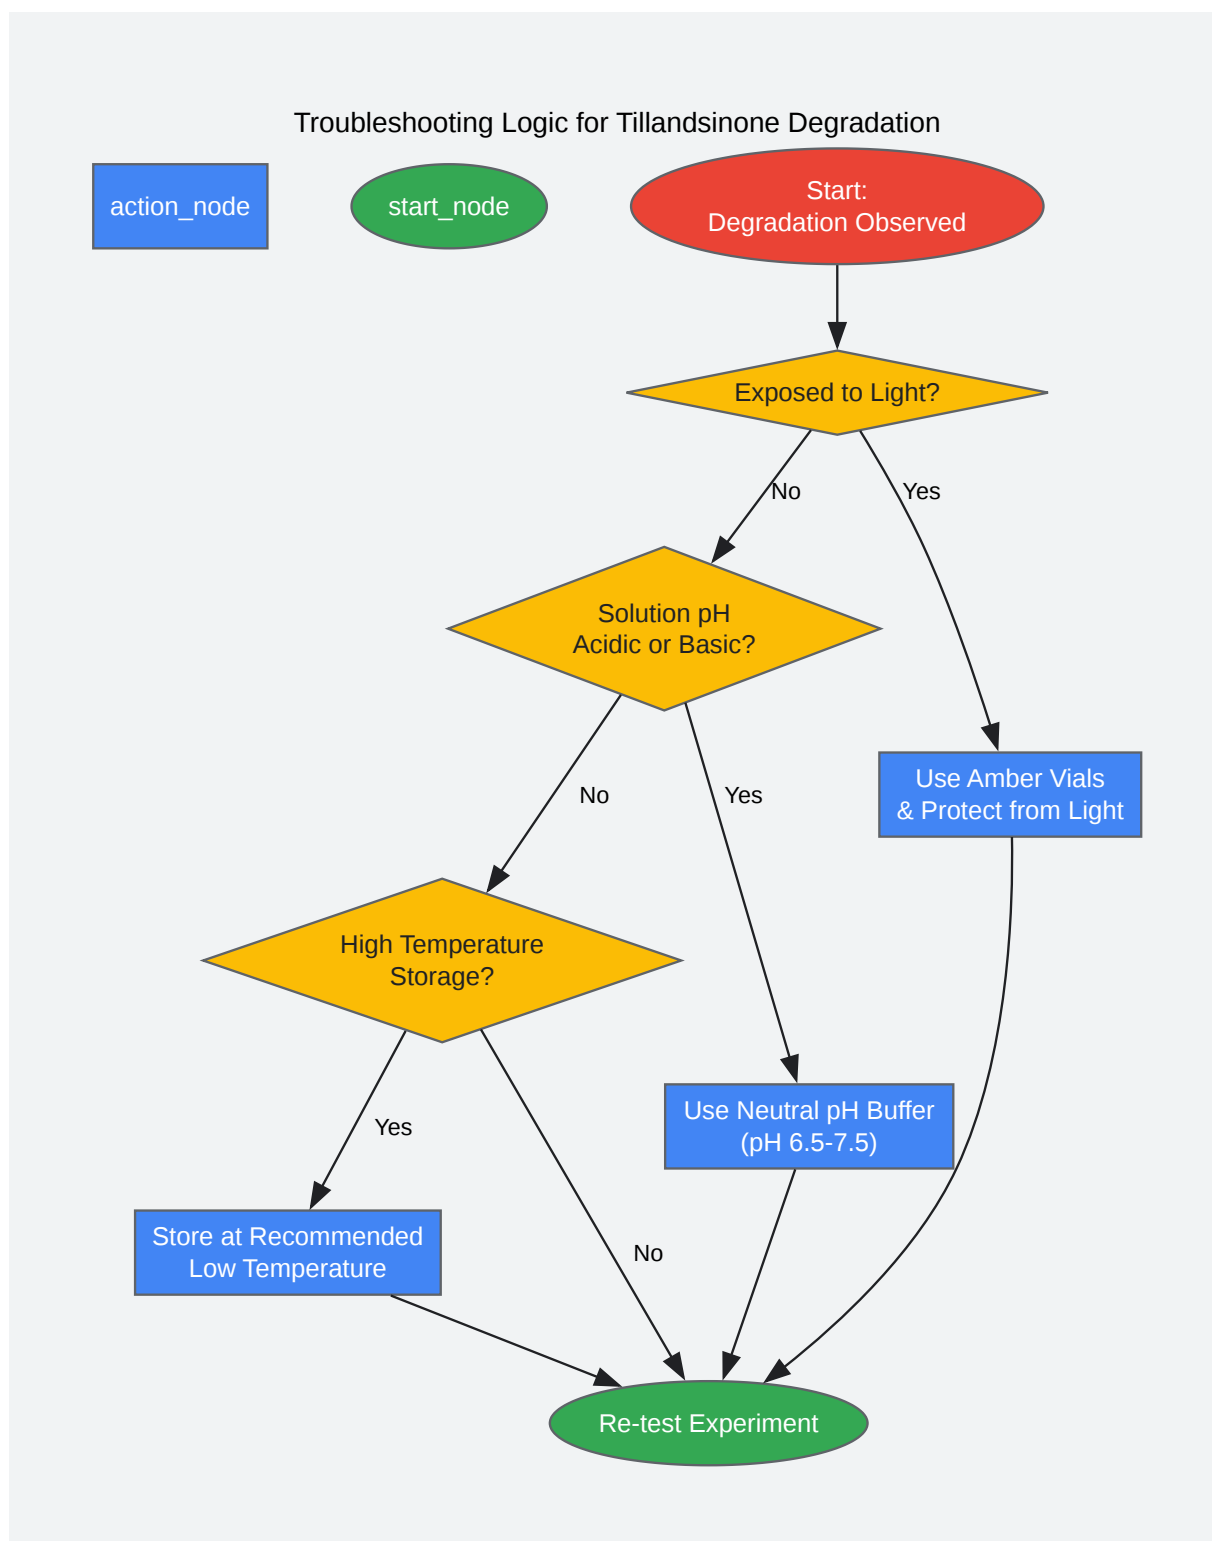 Troubleshooting Logic for Tillandsinone Degradation
action_node
start_node
Start:
Degradation Observed
Exposed to Light?
No
Yes
Solution pH
Acidic or Basic?
No
Yes
Use Amber Vials
& Protect from Light
High Temperature
Storage?
Yes
No
Use Neutral pH Buffer
(pH 6.5-7.5)
Store at Recommended
Low Temperature
Re-test Experiment